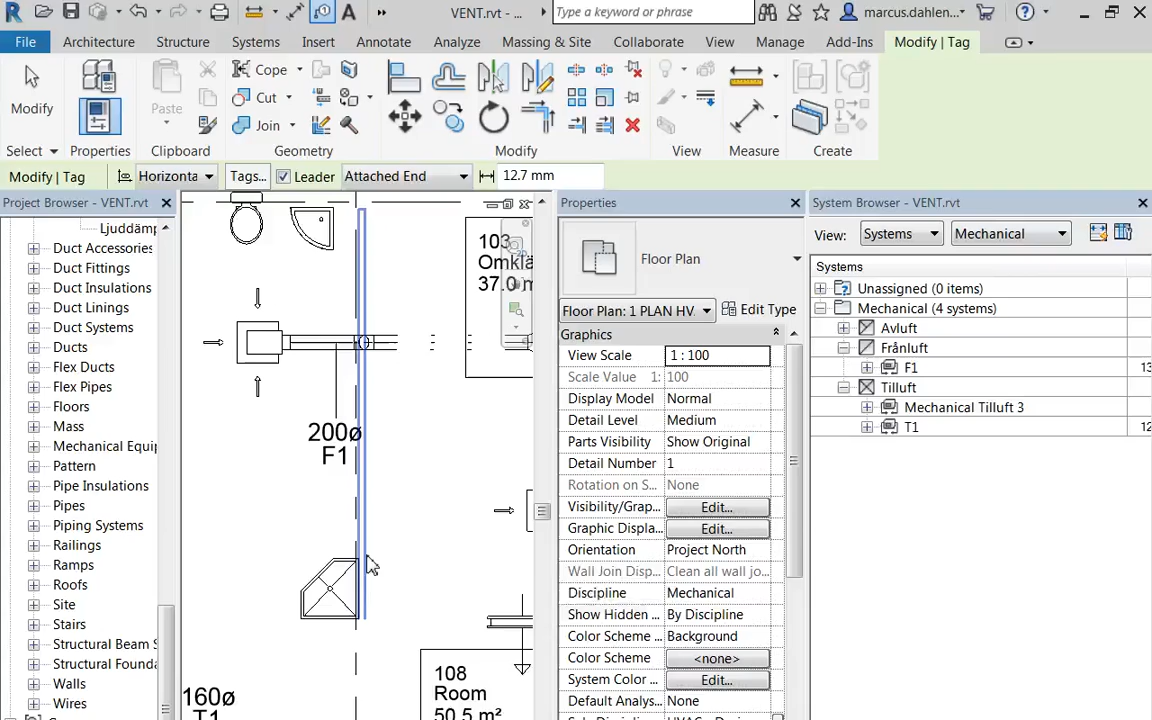 VENT.rvt - ...
Type a keyword or phrase
marcus.dahlen...
File Architecture Structure Systems Insert Annotate Analyze Massing & Site Collaborate View Manage Add-Ins Modify | Tag
Modify
Paste
Cope
Cut
Join
Select Properties Clipboard Geometry Modify View Measure Create
Modify | Tag Horizonta Tags... Leader Attached End 12.7 mm
Project Browser - VENT.rvt
Ljuddämp
Duct Accessories
Duct Fittings
Duct Insulations
Duct Linings
Duct Systems
Ducts
Flex Ducts
Flex Pipes
Floors
Mass
Mechanical Equip
Pattern
Pipe Insulations
Pipes
Piping Systems
Railings
Ramps
Roofs
Site
Stairs
Structural Beam S
Structural Founda
Walls
Wires
103
Omklä
37.0 m
200ø
F1
108
Room
50.5 m²
160ø
T1
Properties
Floor Plan
Floor Plan: 1 PLAN HV. Edit Type
Graphics
View Scale 1 : 100
Scale Value 1: 100
Display Model Normal
Detail Level Medium
Parts Visibility Show Original
Detail Number 1
Rotation on S... None
Visibility/Grap... Edit...
Graphic Displa... Edit...
Orientation Project North
Wall Join Disp... Clean all wall jo...
Discipline Mechanical
Show Hidden ... By Discipline
Color Scheme ... Background
Color Scheme <none>
System Color ... Edit...
Default Analys... None
System Browser - VENT.rvt
View: Systems Mechanical
Systems
Unassigned (0 items)
Mechanical (4 systems)
Avluft
Frånluft
F1 13
Tilluft
Mechanical Tilluft 3
T1 12